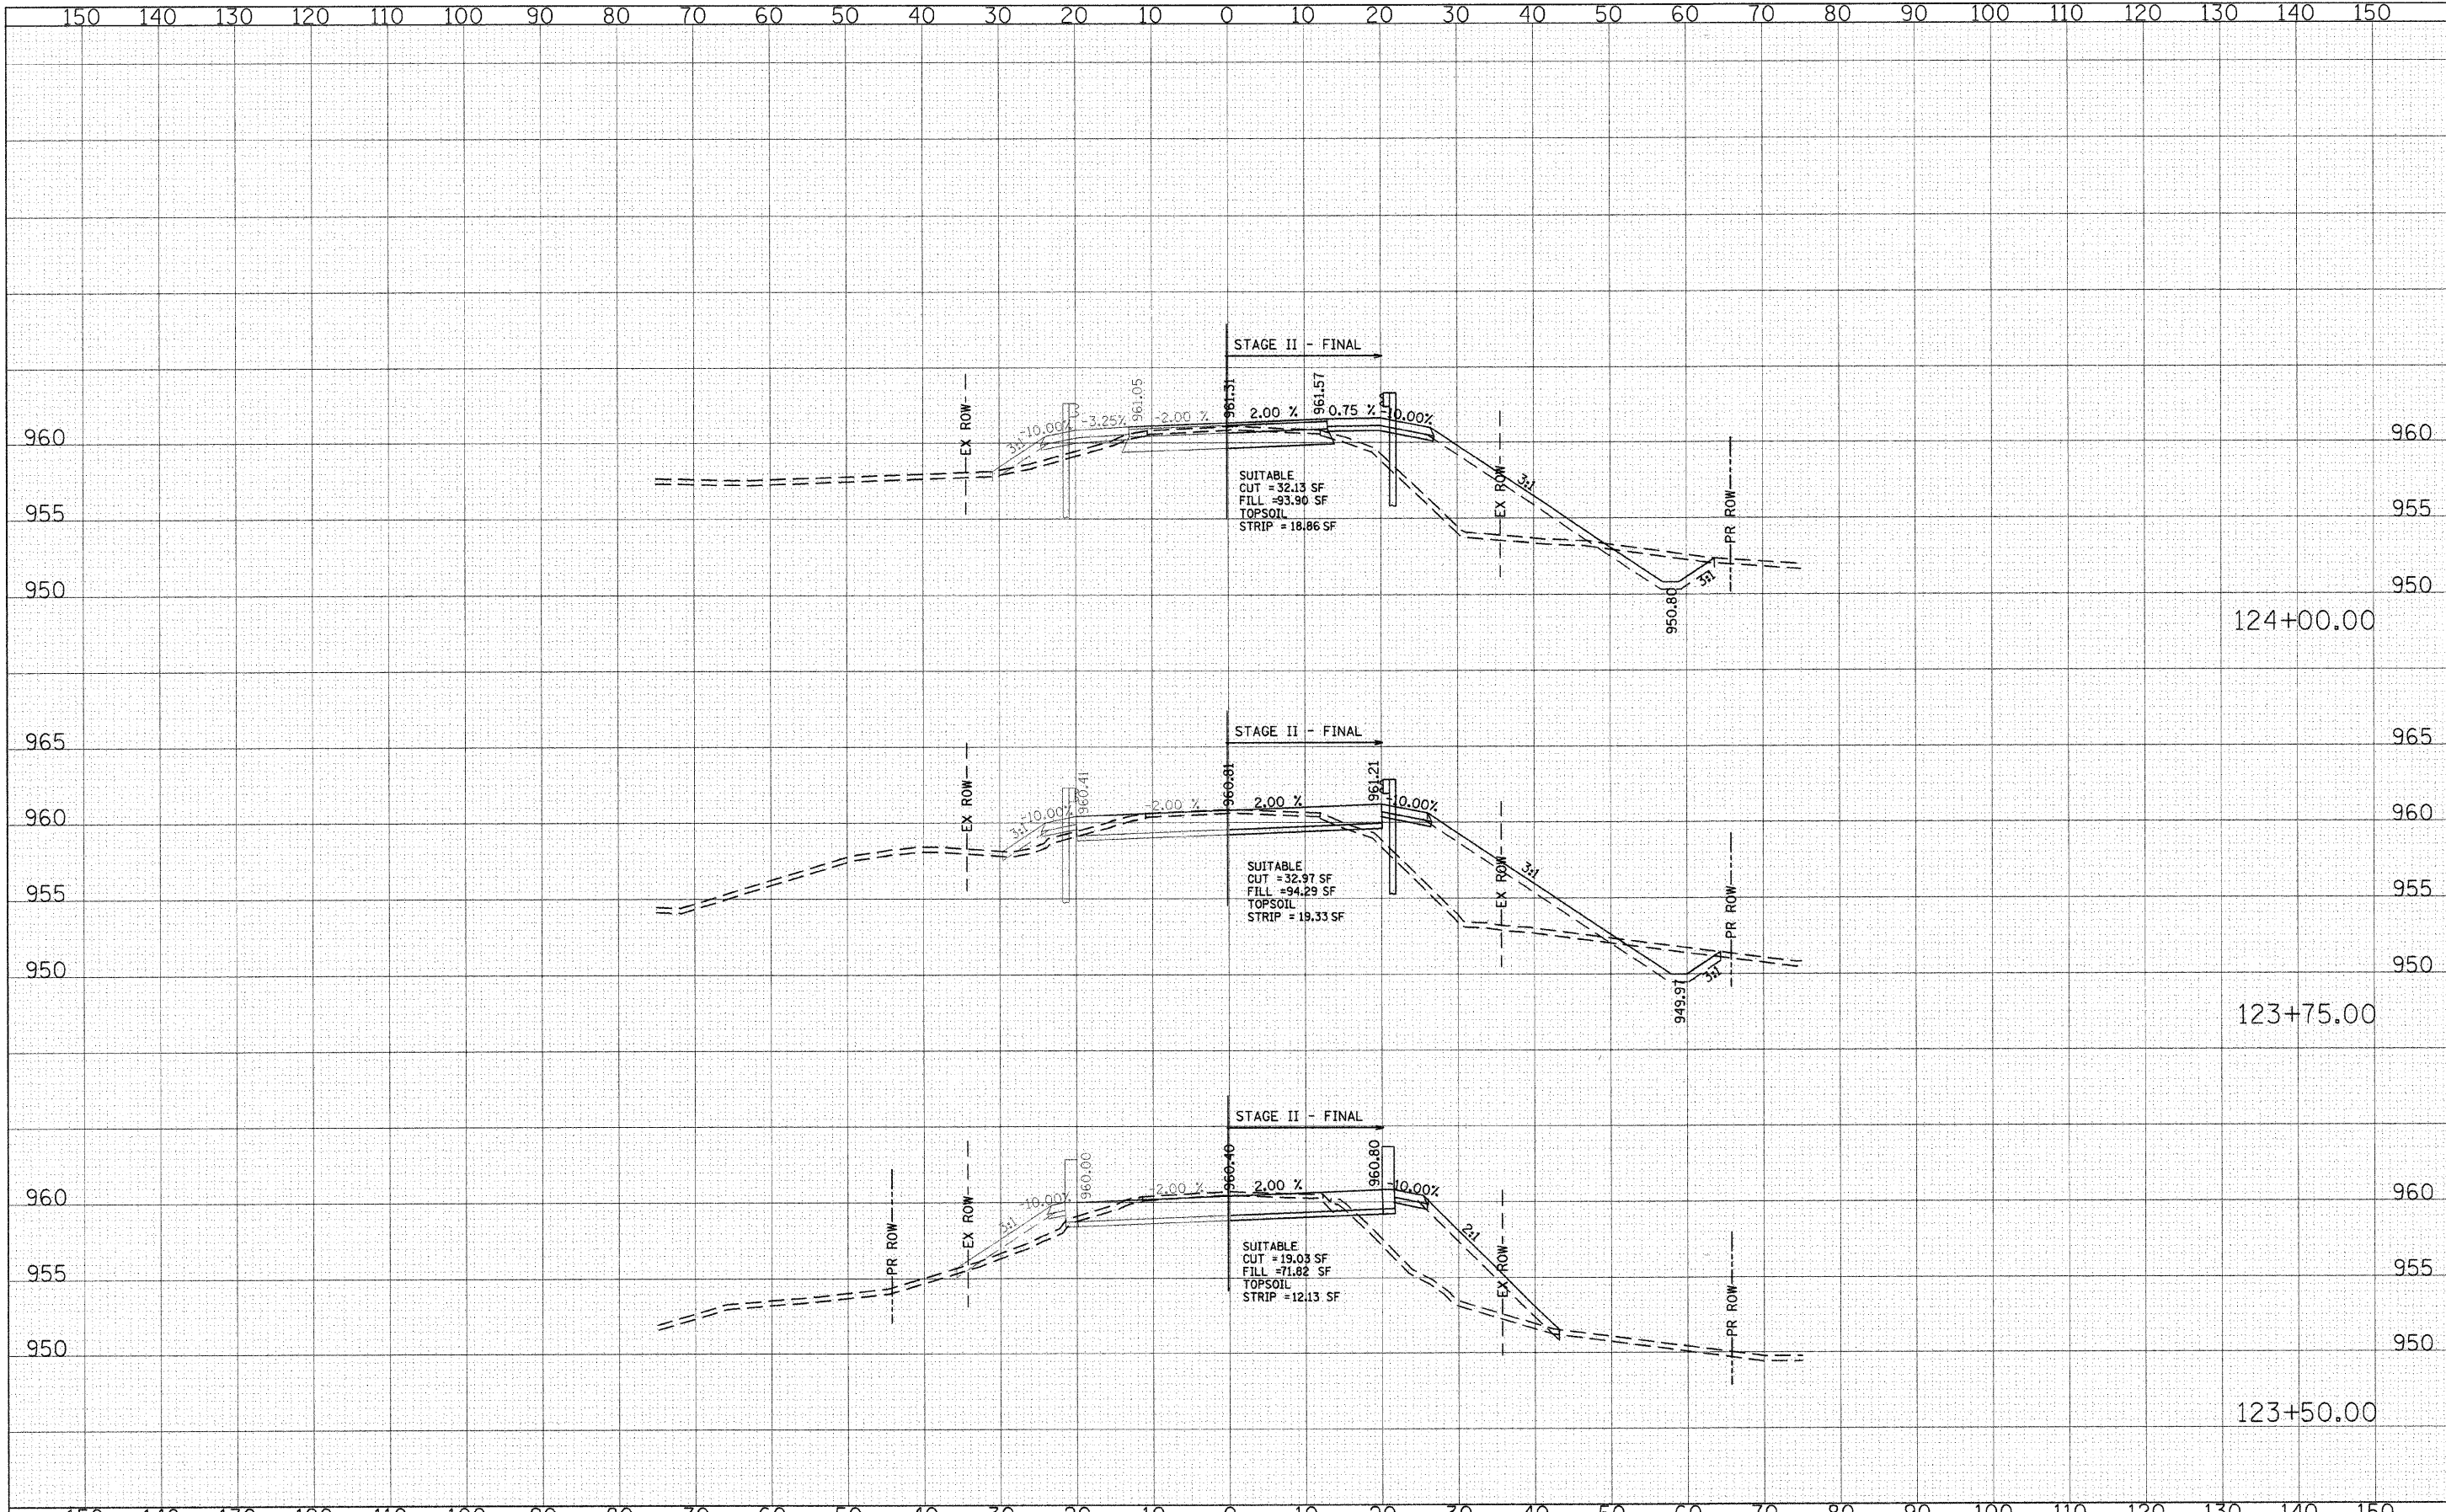 150 140 130 120 110 100 90 80 70 60 50 40 30 20 10 0 10 20 30 40 50 60 70 80 90 100 110 120 130 140 150
STAGE II - FINAL
EX ROW
3:1
-10.00%
-3.25%
961.05
-2.00 %
961.31
2.00 %
961.57
0.75 %
-10.00%
EX ROW
3:1
PR ROW
3:1
950.80
960 960
955 955
950 950
SUITABLE
CUT = 32.13 SF
FILL =93.90 SF
TOPSOIL
STRIP = 18.86 SF
124+00.00
STAGE II - FINAL
EX ROW
3:1
-10.00%
960.41
-2.00 %
960.81
2.00 %
961.21
-10.00%
EX ROW
3:1
PR ROW
3:1
949.97
965 965
960 960
955 955
950 950
SUITABLE
CUT = 32.97 SF
FILL =94.29 SF
TOPSOIL
STRIP = 19.33 SF
123+75.00
STAGE II - FINAL
PR ROW
EX ROW
3:1
-10.00%
960.00
-2.00 %
960.40
2.00 %
960.80
-10.00%
2:1
EX ROW
PR ROW
960 960
955 955
950 950
SUITABLE
CUT = 19.03 SF
FILL =71.82 SF
TOPSOIL
STRIP = 12.13 SF
123+50.00